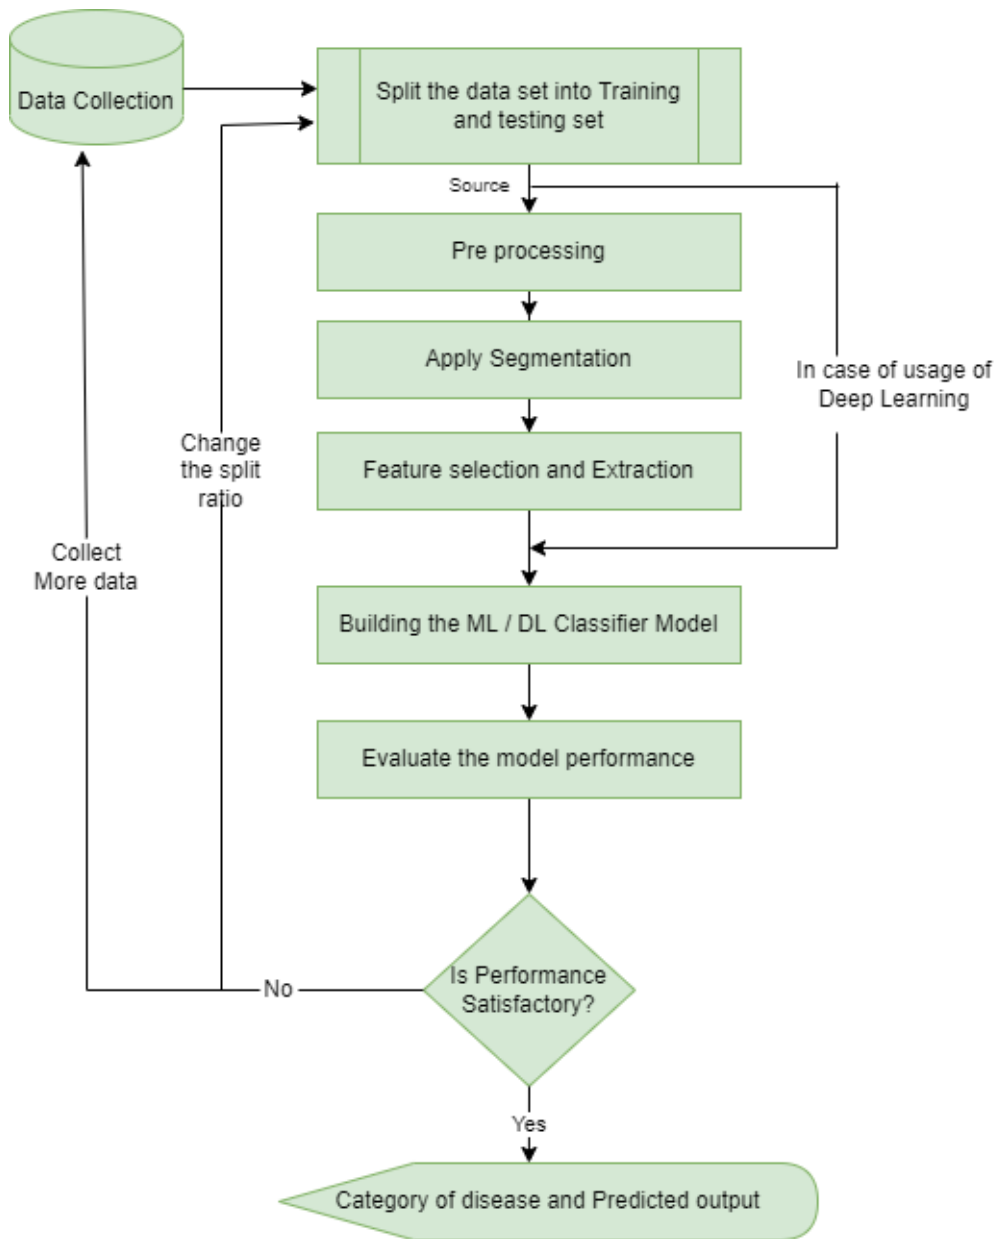 Data Collection
Split the data set into Training
and testing set
Source
Pre processing
Apply Segmentation
In case of usage of
Deep Learning
Change
the split
ratio
Feature selection and Extraction
Collect
More data
Building the ML / DL Classifier Model
Evaluate the model performance
Is Performance
Satisfactory?
No
Yes
Category of disease and Predicted output